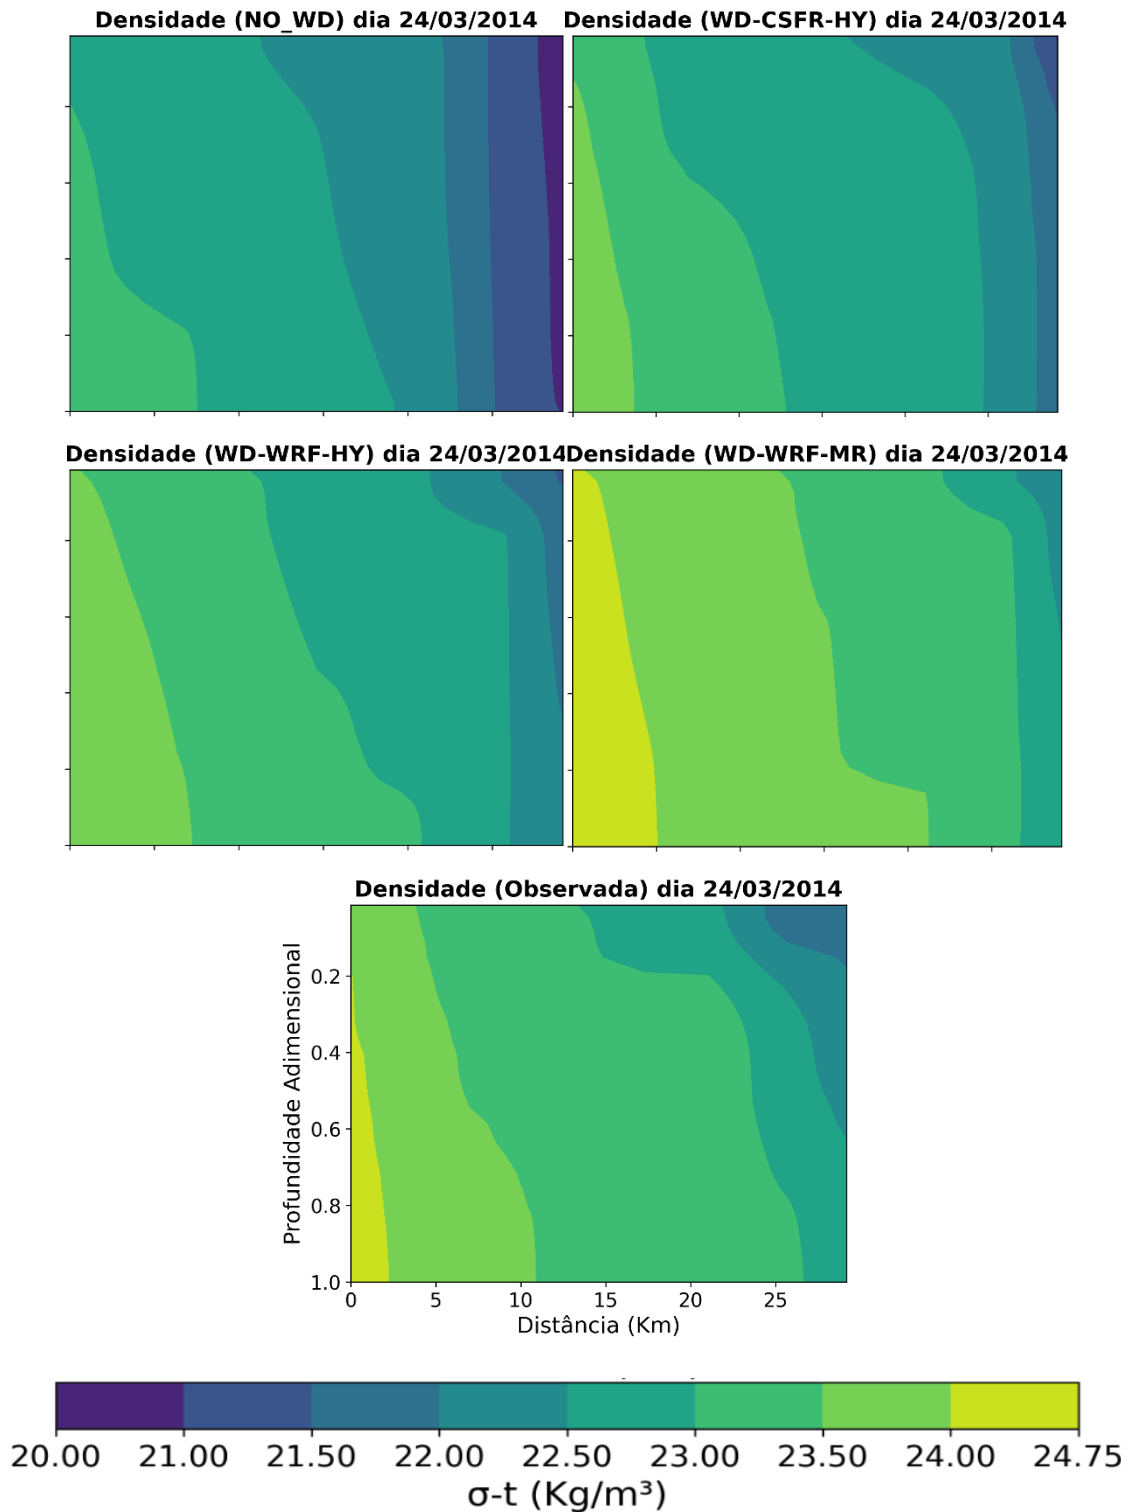 Densidade (NO_WD) dia 24/03/2014
Densidade (WD-CSFR-HY) dia 24/03/2014
Densidade (WD-WRF-HY) dia 24/03/2014
Densidade (WD-WRF-MR) dia 24/03/2014
Densidade (Observada) dia 24/03/2014
Profundidade Adimensional
0.2
0.4
0.6
0.8
1.0
0 5 10 15 20 25
Distância (Km)
20.00 21.00 21.50 22.00 22.50 23.00 23.50 24.00 24.75
σ-t (Kg/m³)